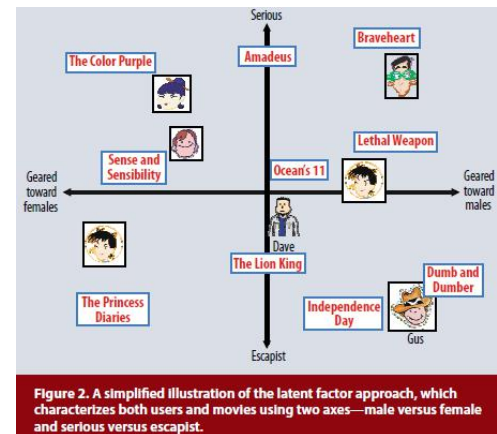 Serious
Braveheart
The Color Purple
Amadeus
Lethal Weapon
Sense and
Sensibility
Ocean's 11
Geared
toward
females
Geared
toward
males
Dave
The Lion King
Dumb and
Dumber
The Princess
Diaries
Independence
Day
Gus
Escapist
Figure 2. A simplified illustration of the latent factor approach, which
characterizes both users and movies using two axes—male versus female
and serious versus escapist.